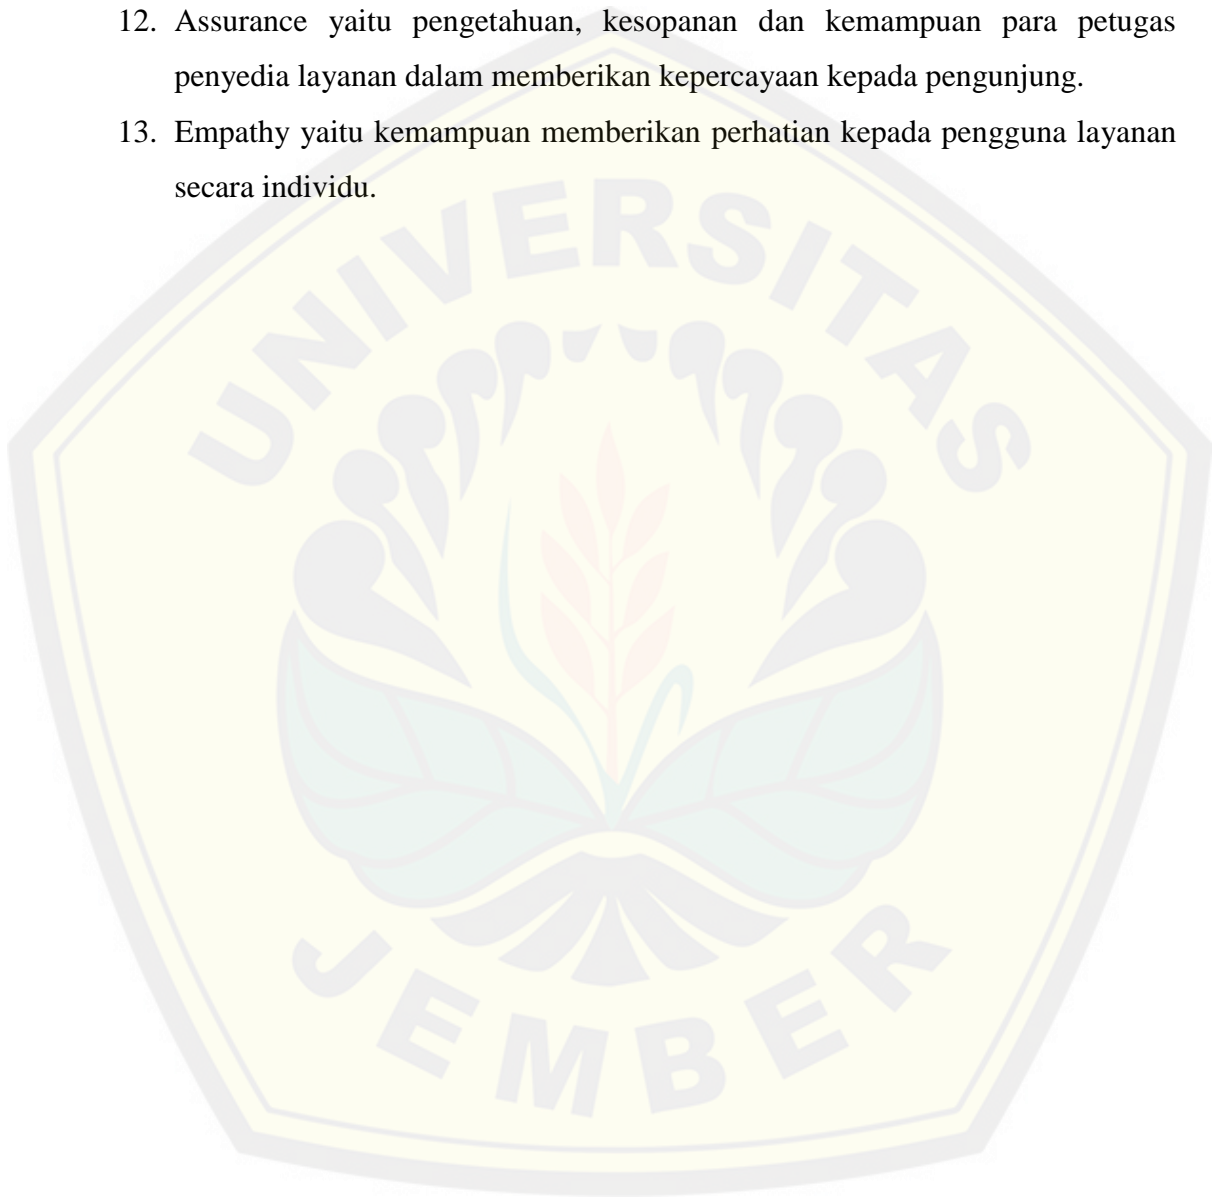 12. Assurance yaitu pengetahuan, kesopanan dan kemampuan para petugas
penyedia layanan dalam memberikan kepercayaan kepada pengunjung.
13. Empathy yaitu kemampuan memberikan perhatian kepada pengguna layanan
secara individu.
UNIVERSITAS
JEMBER